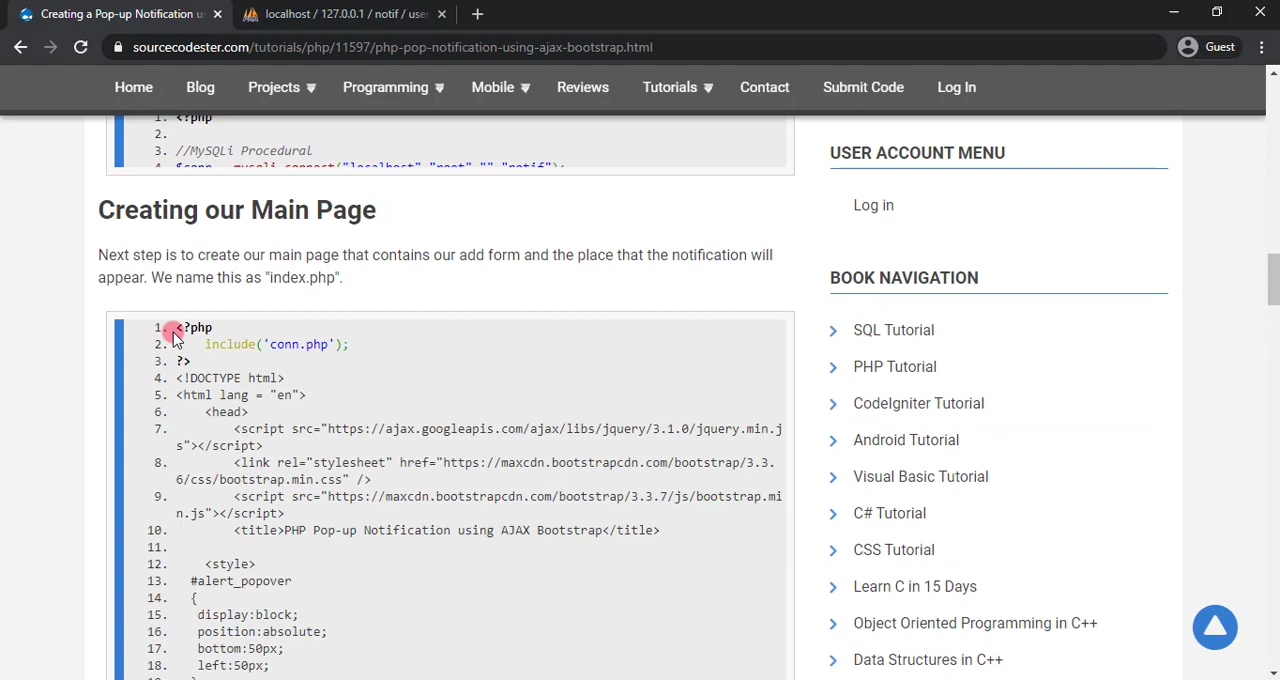 Creating a Pop-up Notification u
localhost / 127.0.0.1 / notif / user
sourcecodester.com/tutorials/php/11597/php-pop-notification-using-ajax-bootstrap.html
Guest
Home Blog Projects Programming Mobile Reviews Tutorials Contact Submit Code Log In
1. <?php
2.
3. //MySQLi Procedural
4. $conn = mysqli_connect("localhost","root","","notif");
Creating our Main Page
Next step is to create our main page that contains our add form and the place that the notification will
appear. We name this as "index.php".
1. <?php
2. include('conn.php');
3. ?>
4. <!DOCTYPE html>
5. <html lang = "en">
6. <head>
7. <script src="https://ajax.googleapis.com/ajax/libs/jquery/3.1.0/jquery.min.j
s"></script>
8. <link rel="stylesheet" href="https://maxcdn.bootstrapcdn.com/bootstrap/3.3.
6/css/bootstrap.min.css" />
9. <script src="https://maxcdn.bootstrapcdn.com/bootstrap/3.3.7/js/bootstrap.mi
n.js"></script>
10. <title>PHP Pop-up Notification using AJAX Bootstrap</title>
11.
12. <style>
13. #alert_popover
14. {
15. display:block;
16. position:absolute;
17. bottom:50px;
18. left:50px;
USER ACCOUNT MENU
Log in
BOOK NAVIGATION
SQL Tutorial
PHP Tutorial
CodeIgniter Tutorial
Android Tutorial
Visual Basic Tutorial
C# Tutorial
CSS Tutorial
Learn C in 15 Days
Object Oriented Programming in C++
Data Structures in C++